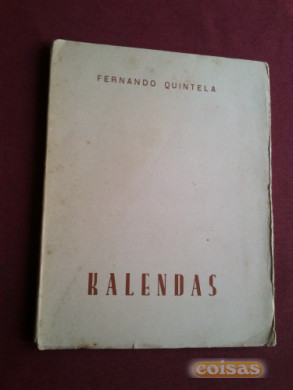 FERNANDO QUINTELA
KALENDAS
coisas